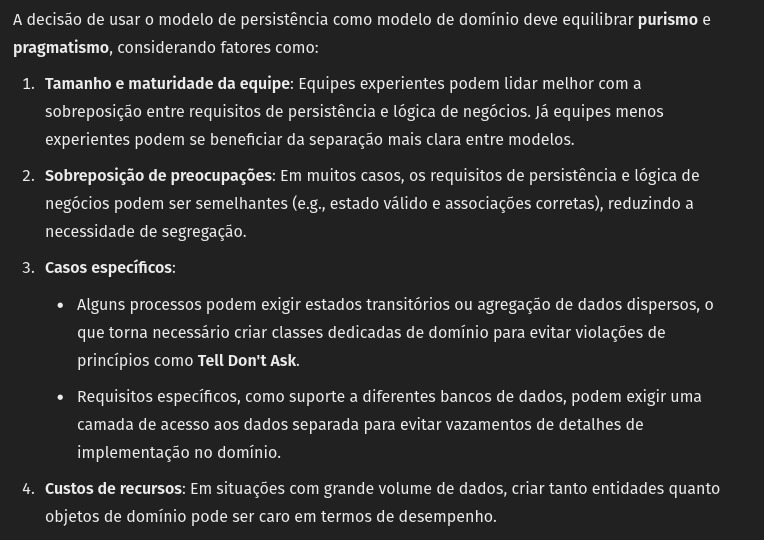 A decisão de usar o modelo de persistência como modelo de domínio deve equilibrar purismo e
pragmatismo, considerando fatores como:
1. Tamanho e maturidade da equipe: Equipes experientes podem lidar melhor com a
sobreposição entre requisitos de persistência e lógica de negócios. Já equipes menos
experientes podem se beneficiar da separação mais clara entre modelos.
2. Sobreposição de preocupações: Em muitos casos, os requisitos de persistência e lógica de
negócios podem ser semelhantes (e.g., estado válido e associações corretas), reduzindo a
necessidade de segregação.
3. Casos específicos:
• Alguns processos podem exigir estados transitórios ou agregação de dados dispersos, o
que torna necessário criar classes dedicadas de domínio para evitar violações de
princípios como Tell Don't Ask.
• Requisitos específicos, como suporte a diferentes bancos de dados, podem exigir uma
camada de acesso aos dados separada para evitar vazamentos de detalhes de
implementação no domínio.
4. Custos de recursos: Em situações com grande volume de dados, criar tanto entidades quanto
objetos de domínio pode ser caro em termos de desempenho.